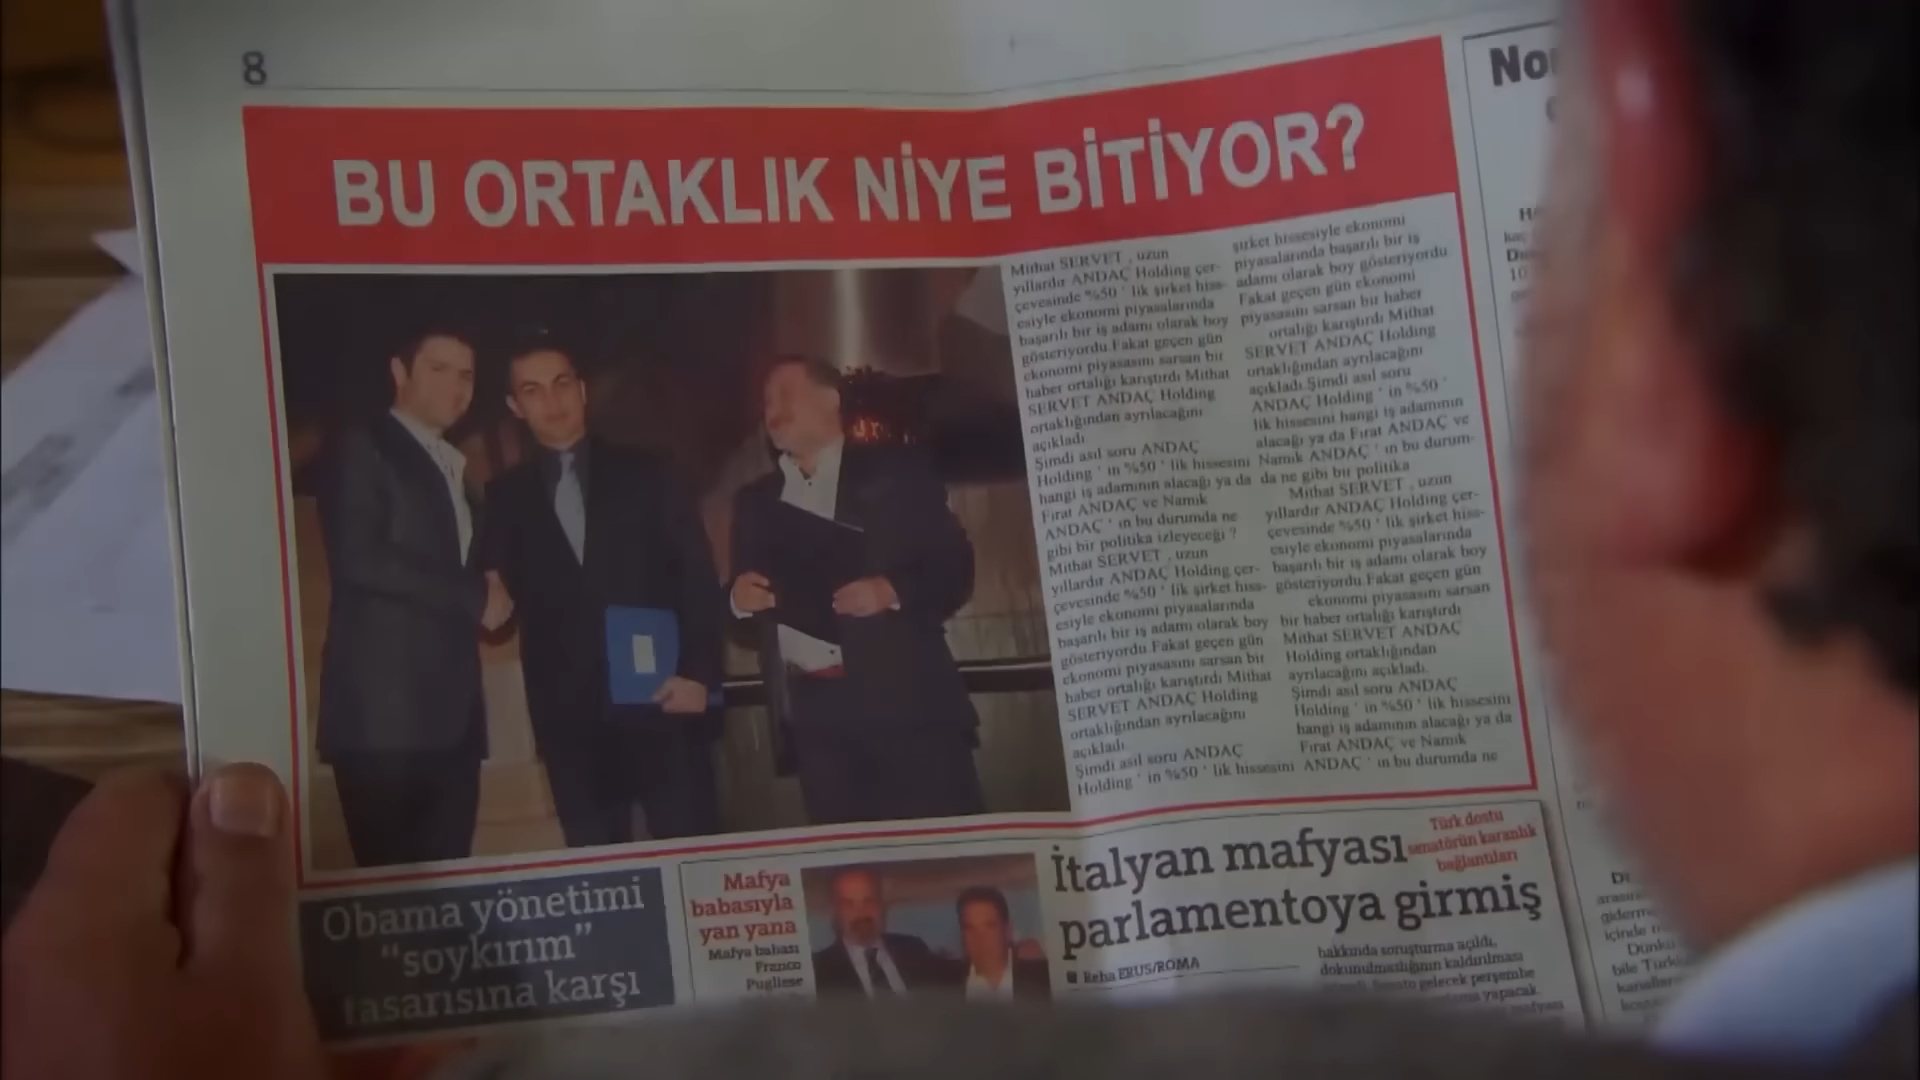 8
BU ORTAKLIK NİYE BİTİYOR?
Mithat SERVET , uzun
yıllardır ANDAÇ Holding çer-
çevesinde %50 ' lik şirket hiss-
esiyle ekonomi piyasalarında
başarılı bir iş adamı olarak boy
gösteriyordu.Fakat geçen gün
ekonomi piyasasını sarsan bir
haber ortalığı karıştırdı Mithat
SERVET ANDAÇ Holding
ortaklığından ayrılacağını
açıkladı
Şimdi asıl soru ANDAÇ
Holding ' in %50 ' lik hissesini
hangi iş adamının alacağı ya da
Fırat ANDAÇ ve Namık
ANDAÇ ' ın bu durumda ne
gibi bir politika izleyeceği ?
Mithat SERVET , uzun
yıllardır ANDAÇ Holding çer-
çevesinde %50 ' lik şirket hiss-
esiyle ekonomi piyasalarında
başarılı bir iş adamı olarak boy
gösteriyordu.Fakat geçen gün
ekonomi piyasasını sarsan bir
haber ortalığı karıştırdı Mithat
SERVET ANDAÇ Holding
ortaklığından ayrılacağını
açıkladı
Şimdi asıl soru ANDAÇ
Holding ' in %50 ' lik hissesini
şirket hissesiyle ekonomi
piyasalarında başarılı bir iş
adamı olarak boy gösteriyordu
Fakat geçen gün ekonomi
piyasasını sarsan bir haber
ortalığı karıştırdı Mithat
SERVET ANDAÇ Holding
ortaklığından ayrılacağını
açıkladı.Şimdi asıl soru
ANDAÇ Holding ' in %50 '
lik hissesini hangi iş adamının
alacağı ya da Fırat ANDAÇ ve
Namık ANDAÇ ' ın bu durum-
da ne gibi bir politika
Mithat SERVET , uzun
yıllardır ANDAÇ Holding çer-
çevesinde %50 ' lik şirket hiss-
esiyle ekonomi piyasalarında
başarılı bir iş adamı olarak boy
gösteriyordu.Fakat geçen gün
ekonomi piyasasını sarsan
bir haber ortalığı karıştırdı
Mithat SERVET ANDAÇ
Holding ortaklığından
ayrılacağını açıkladı.
Şimdi asıl soru ANDAÇ
Holding ' in %50 ' lik hissesini
hangi iş adamının alacağı ya da
Fırat ANDAÇ ve Namık
ANDAÇ ' ın bu durumda ne
Obama yönetimi
"soykırım"
tasarısına karşı
Mafya
babasıyla
yan yana
Mafya babası
Franco
Pugliese
İtalyan mafyası
parlamentoya girmiş
Türk dostu
senatörün karanlık
bağlantıları
Reha ERUS/ROMA
hakkında soruşturma açıldı,
dokunulmazlığının kaldırılması
gelecek perşembe
yapacak
Dünkü
bile